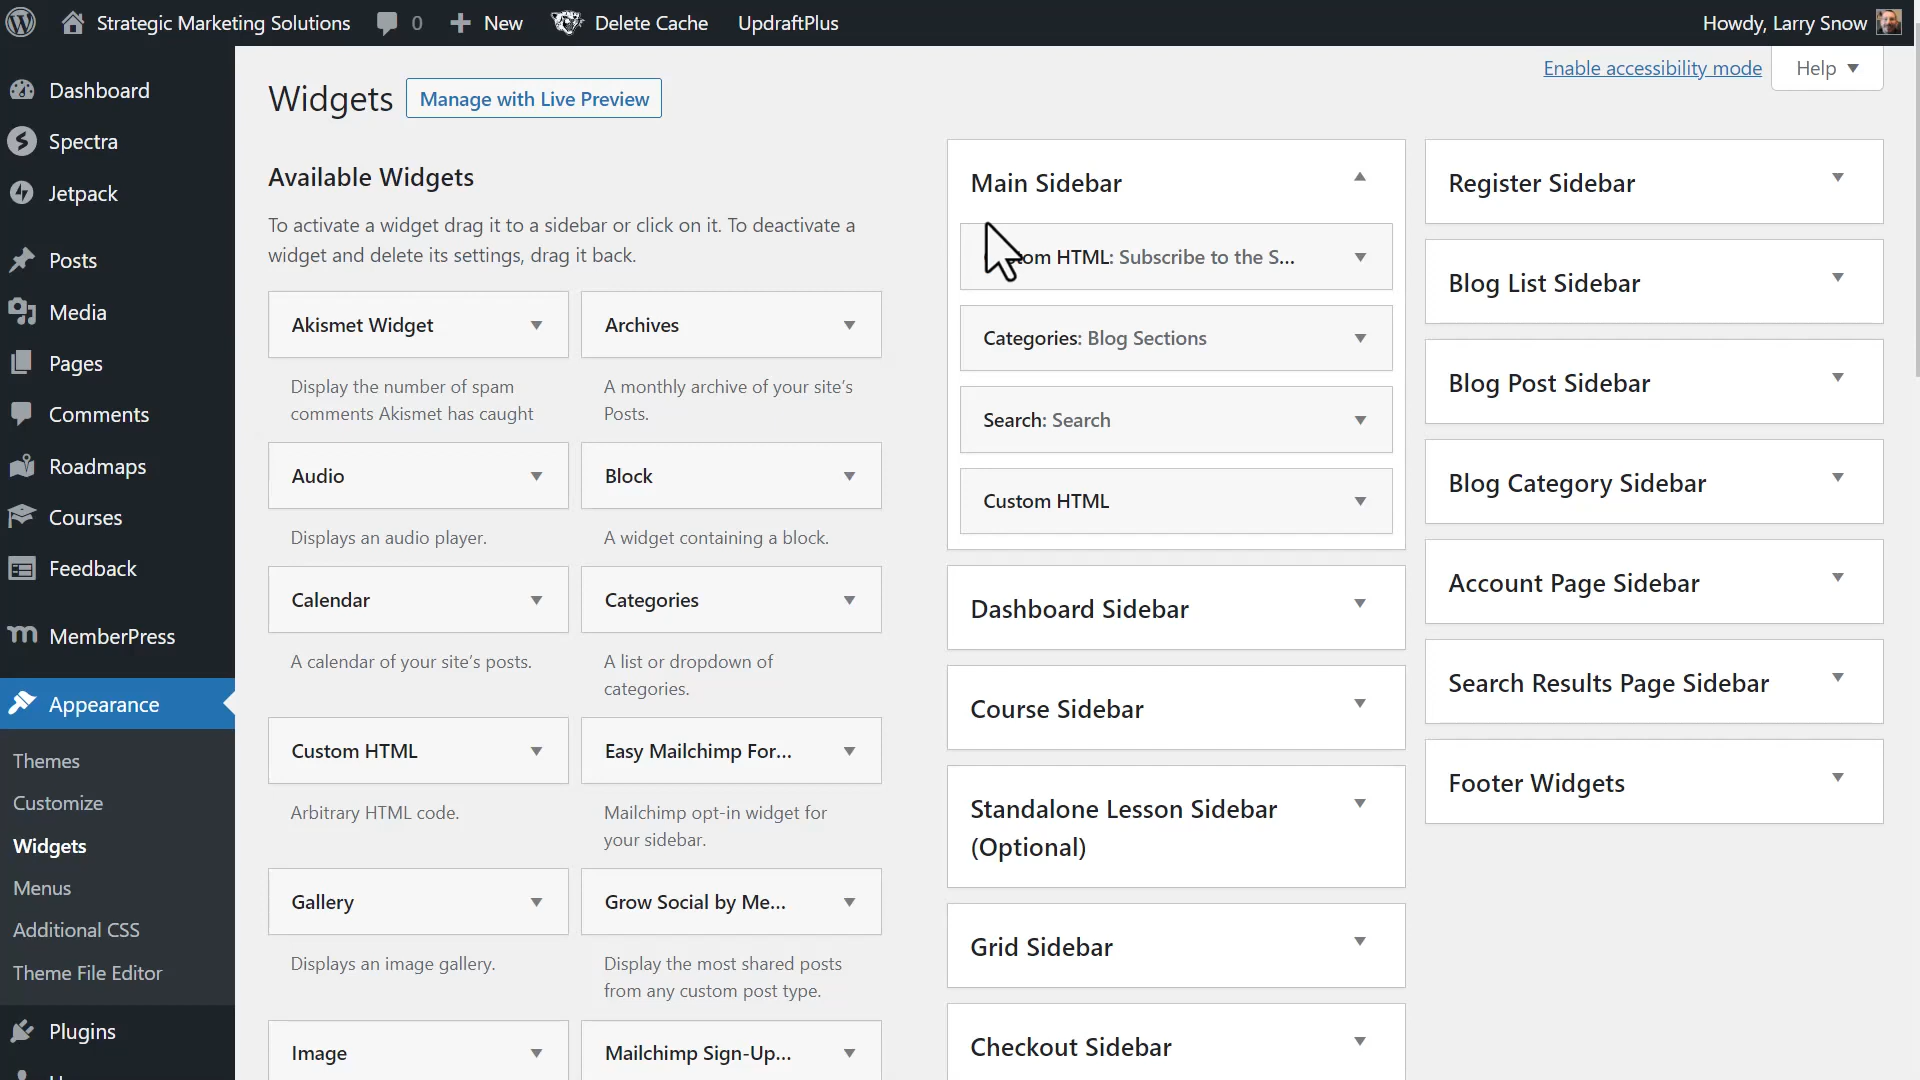 Strategic Marketing Solutions
0
New
Delete Cache
UpdraftPlus
Howdy, Larry Snow
Dashboard
Spectra
Jetpack
Posts
Media
Pages
Comments
Roadmaps
Courses
Feedback
MemberPress
Appearance
Themes
Customize
Widgets
Menus
Additional CSS
Theme File Editor
Plugins
Widgets
Manage with Live Preview
Enable accessibility mode
Help
Available Widgets
To activate a widget drag it to a sidebar or click on it. To deactivate a
widget and delete its settings, drag it back.
Akismet Widget
Display the number of spam
comments Akismet has caught
Archives
A monthly archive of your site's
Posts.
Audio
Displays an audio player.
Block
A widget containing a block.
Calendar
A calendar of your site's posts.
Categories
A list or dropdown of
categories.
Custom HTML
Arbitrary HTML code.
Easy Mailchimp For...
Mailchimp opt-in widget for
your sidebar.
Gallery
Displays an image gallery.
Grow Social by Me...
Display the most shared posts
from any custom post type.
Image
Mailchimp Sign-Up...
Main Sidebar
tom HTML: Subscribe to the S...
Categories: Blog Sections
Search: Search
Custom HTML
Dashboard Sidebar
Course Sidebar
Standalone Lesson Sidebar
(Optional)
Grid Sidebar
Checkout Sidebar
Register Sidebar
Blog List Sidebar
Blog Post Sidebar
Blog Category Sidebar
Account Page Sidebar
Search Results Page Sidebar
Footer Widgets